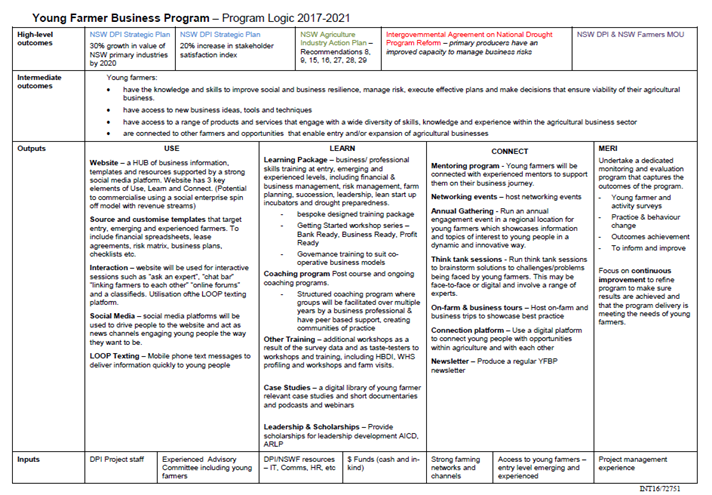 Young Farmer Business Program – Program Logic 2017-2021
High-level
outcomes
NSW DPI Strategic Plan
30% growth in value of
NSW primary industries
by 2020
NSW DPI Strategic Plan
20% increase in stakeholder
satisfaction index
NSW Agriculture
Industry Action Plan –
Recommendations 8,
9, 15, 16, 27, 28, 29
Intergovernmental Agreement on National Drought
Program Reform – primary producers have an
improved capacity to manage business risks
NSW DPI & NSW Farmers MOU
Intermediate
outcomes
Young farmers:
• have the knowledge and skills to improve social and business resilience, manage risk, execute effective plans and make decisions that ensure viability of their agricultural
business.
• have access to new business ideas, tools and techniques
• have access to a range of products and services that engage with a wide diversity of skills, knowledge and experience within the agricultural business sector
• are connected to other farmers and opportunities that enable entry and/or expansion of agricultural businesses
Outputs
USE
Website – a HUB of business information,
templates and resources supported by a strong
social media platform. Website has 3 key
elements of Use, Learn and Connect. (Potential
to commercialise using a social enterprise spin
off model with revenue streams)
Source and customise templates that target
entry, emerging and experienced farmers. To
include financial spreadsheets, lease
agreements, risk matrix, business plans,
checklists etc.
Interaction – website will be used for interactive
sessions such as "ask an expert", "chat bar"
"linking farmers to each other" "online forums"
and a classifieds. Utilisation ofthe LOOP texting
platform.
Social Media – social media platforms will be
used to drive people to the website and act as
news channels engaging young people the way
they want to be.
LOOP Texting – Mobile phone text messages to
deliver information quickly to young people
LEARN
Learning Package – business/ professional
skills training at entry, emerging and
experienced levels, including financial &
business management, risk management, farm
planning, succession, leadership, lean start up
incubators and drought preparedness.
- bespoke designed training package
- Getting Started workshop series –
Bank Ready, Business Ready, Profit
Ready
- Governance training to suit co-
operative business models
Coaching program Post course and ongoing
coaching programs.
- Structured coaching program where
groups will be facilitated over multiple
years by a business professional &
have peer based support, creating
communities of practice
Other Training – additional workshops as a
result of the survey data and as taste-testers to
workshops and training, including HBDI, WHS
profiling and workshops and farm visits.
Case Studies – a digital library of young farmer
relevant case studies and short documentaries
and podcasts and webinars
Leadership & Scholarships – Provide
scholarships for leadership development AICD,
ARLP
CONNECT
Mentoring program - Young farmers will be
connected with experienced mentors to support
them on their business journey.
Networking events – host networking events
Annual Gathering - Run an annual
engagement event in a regional location for
young farmers which showcases information
and topics of interest to young people in a
dynamic and innovative way.
Think tank sessions - Run think tank sessions
to brainstorm solutions to challenges/problems
being faced by young farmers. This may be
face-to-face or digital and involve a range of
experts.
On-farm & business tours – Host on-farm and
business trips to showcase best practice
Connection platform – Use a digital platform
to connect young people with opportunities
within agriculture and with each other
Newsletter – Produce a regular YFBP
newsletter
MERI
Undertake a dedicated
monitoring and evaluation
program that captures the
outcomes of the program.
- Young farmer and
activity surveys
- Practice & behaviour
change
- Outcomes achievement
- To inform and improve
Focus on continuous
improvement to refine
program to make sure
results are achieved and
that the program delivery is
meeting the needs of young
farmers.
Inputs
DPI Project staff
Experienced Advisory
Committee including young
farmers
DPI/NSWF resources
– IT, Comms, HR, etc
$ Funds (cash and in-
kind)
Strong farming
networks and
channels
Access to young farmers –
entry level emerging and
experienced
Project management
experience
INT16/72751